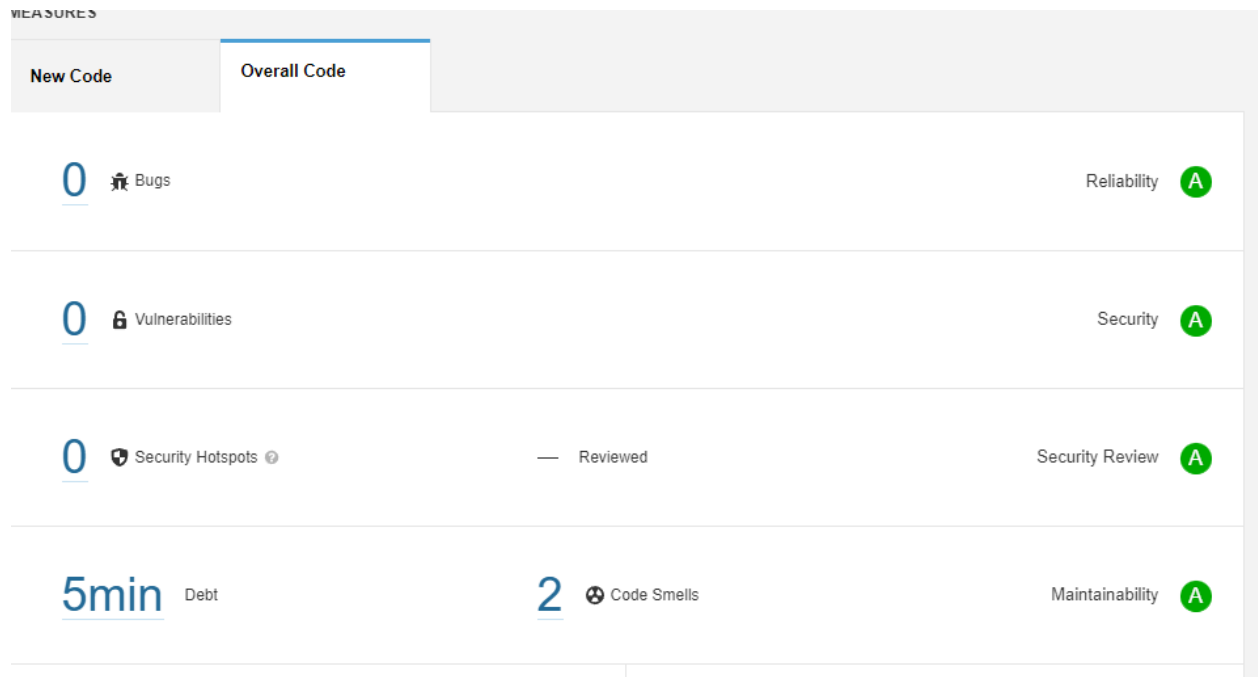 MEASURES
New Code
Overall Code
0 Bugs
Reliability A
0 Vulnerabilities
Security A
0 Security Hotspots ?
— Reviewed
Security Review A
5min Debt
2 Code Smells
Maintainability A